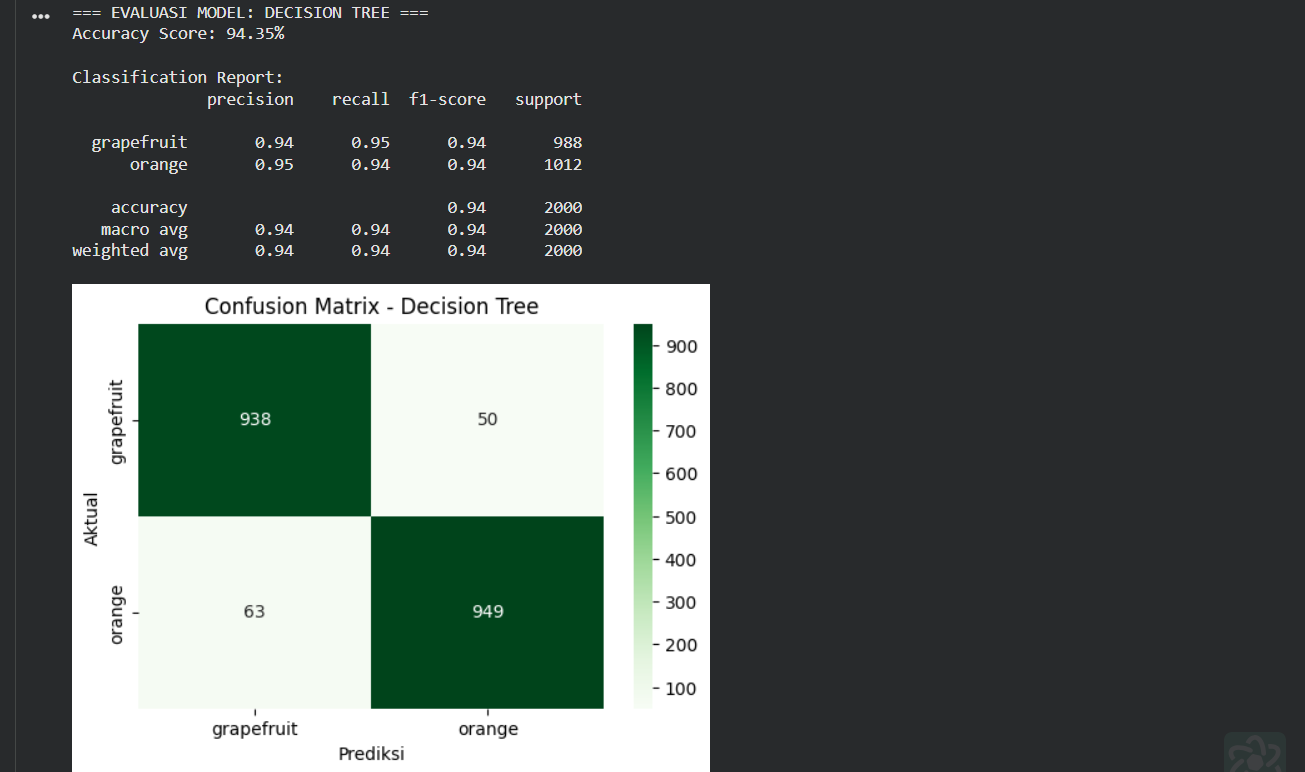 === EVALUASI MODEL: DECISION TREE ===
Accuracy Score: 94.35%
Classification Report:
precision recall f1-score support
grapefruit 0.94 0.95 0.94 988
orange 0.95 0.94 0.94 1012
accuracy 0.94 2000
macro avg 0.94 0.94 0.94 2000
weighted avg 0.94 0.94 0.94 2000
Confusion Matrix - Decision Tree
Aktual
grapefruit
938 50
orange
63 949
grapefruit orange
Prediksi
900
800
700
600
500
400
300
200
100